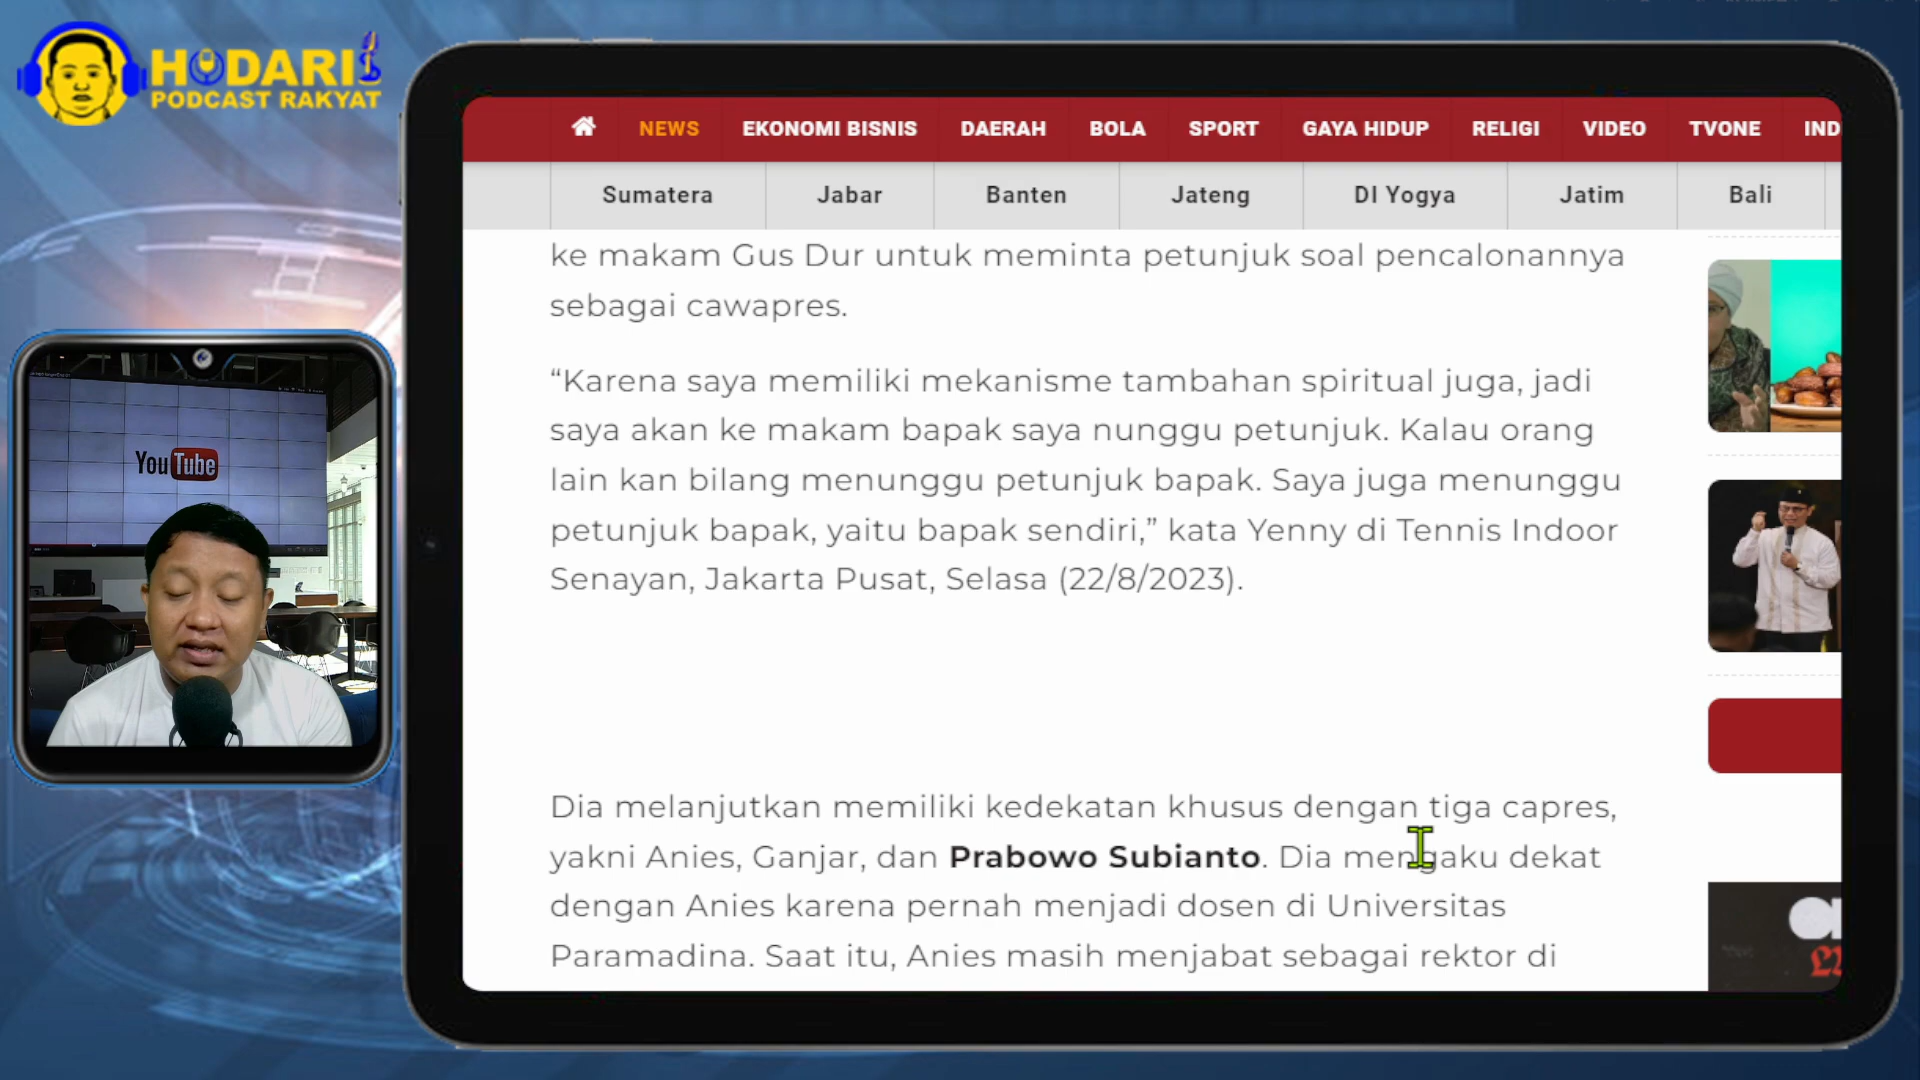 HODARI
PODCAST RAKYAT
NEWS
EKONOMI BISNIS
DAERAH
BOLA
SPORT
GAYA HIDUP
RELIGI
VIDEO
TVONE
IND
Sumatera
Jabar
Banten
Jateng
DI Yogya
Jatim
Bali
ke makam Gus Dur untuk meminta petunjuk soal pencalonannya
sebagai cawapres.
“Karena saya memiliki mekanisme tambahan spiritual juga, jadi
saya akan ke makam bapak saya nunggu petunjuk. Kalau orang
lain kan bilang menunggu petunjuk bapak. Saya juga menunggu
petunjuk bapak, yaitu bapak sendiri,” kata Yenny di Tennis Indoor
Senayan, Jakarta Pusat, Selasa (22/8/2023).
Dia melanjutkan memiliki kedekatan khusus dengan tiga capres,
yakni Anies, Ganjar, dan Prabowo Subianto. Dia mengaku dekat
dengan Anies karena pernah menjadi dosen di Universitas
Paramadina. Saat itu, Anies masih menjabat sebagai rektor di
YouTube